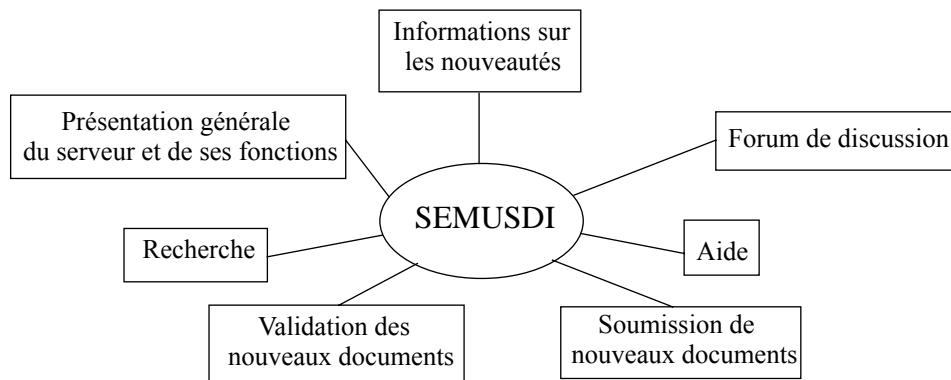 Informations sur
les nouveautés
Présentation générale
du serveur et de ses fonctions
Forum de discussion
SEMUSDI
Recherche
Aide
Validation des
nouveaux documents
Soumission de
nouveaux documents